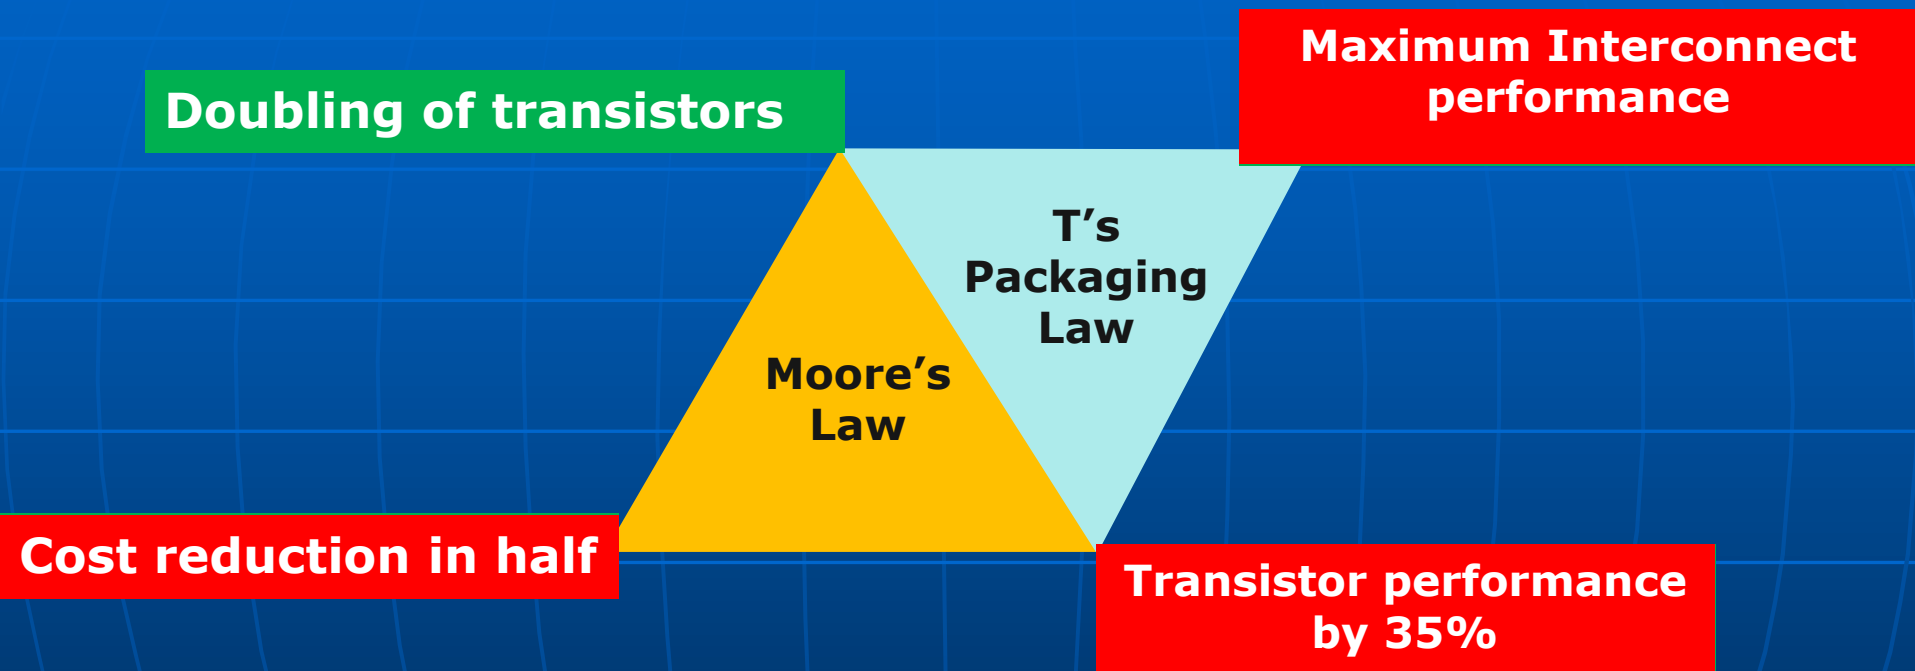 Maximum Interconnect
performance
Doubling of transistors
T’s
Packaging
Law
Moore’s
Law
Cost reduction in half
Transistor performance
by 35%